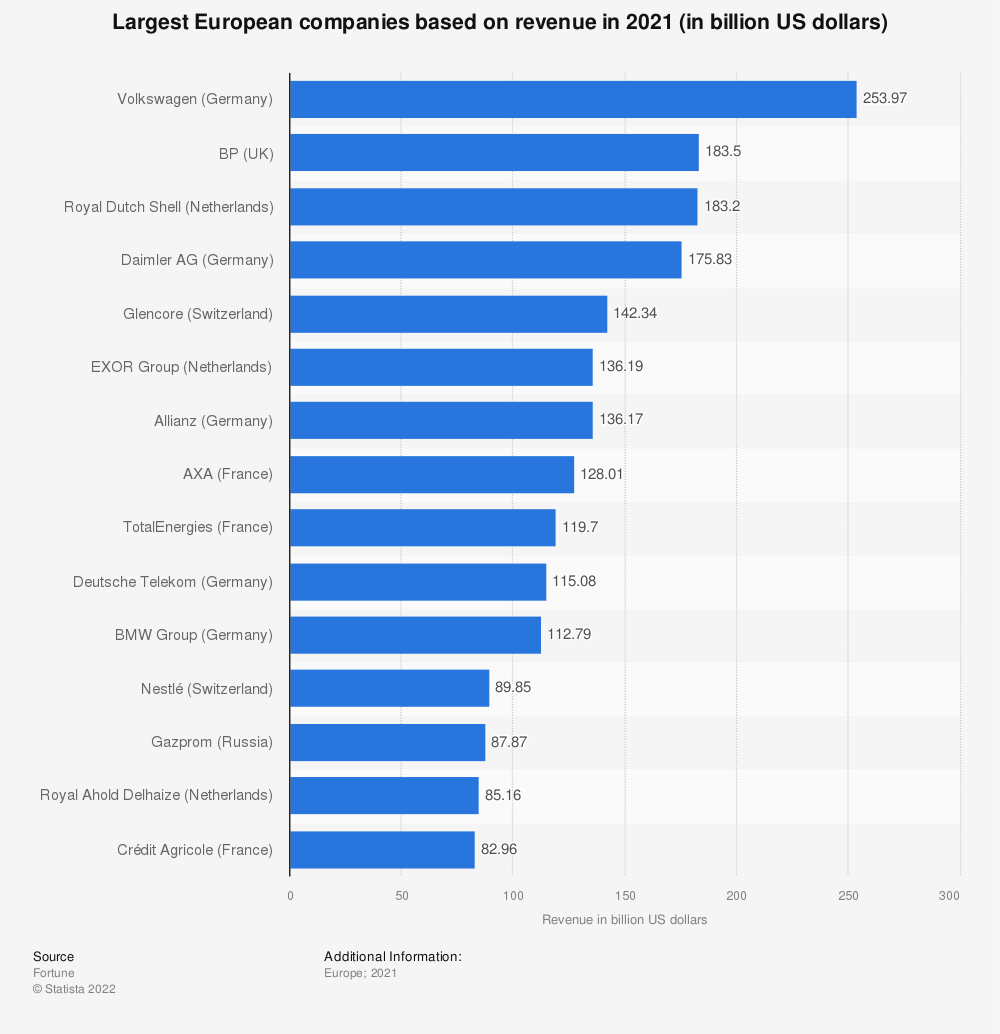 Largest European companies based on revenue in 2021 (in billion US dollars)
Volkswagen (Germany) 253.97
BP (UK) 183.5
Royal Dutch Shell (Netherlands) 183.2
Daimler AG (Germany) 175.83
Glencore (Switzerland) 142.34
EXOR Group (Netherlands) 136.19
Allianz (Germany) 136.17
AXA (France) 128.01
TotalEnergies (France) 119.7
Deutsche Telekom (Germany) 115.08
BMW Group (Germany) 112.79
Nestlé (Switzerland) 89.85
Gazprom (Russia) 87.87
Royal Ahold Delhaize (Netherlands) 85.16
Crédit Agricole (France) 82.96
0 50 100 150 200 250 300
Revenue in billion US dollars
Source
Fortune
© Statista 2022
Additional Information:
Europe; 2021